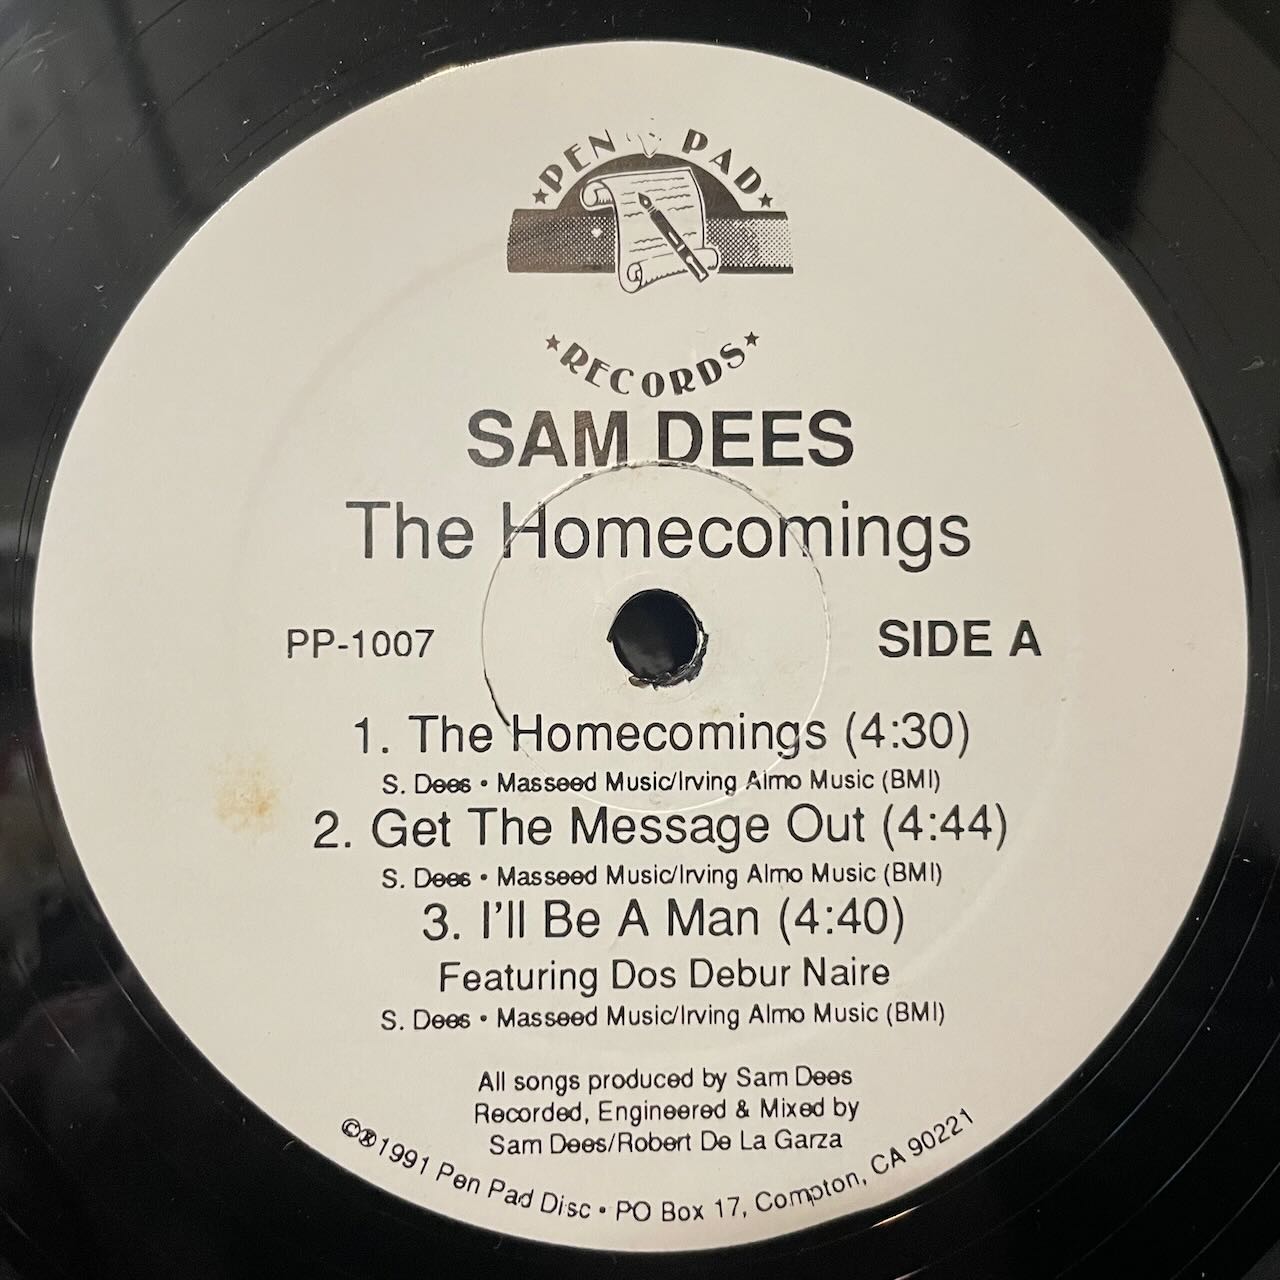 PEN PAD
RECORDS
SAM DEES
The Homecomings
PP-1007 SIDE A
1. The Homecomings (4:30)
S. Dees • Masseed Music/Irving Almo Music (BMI)
2. Get The Message Out (4:44)
S. Dees • Masseed Music/Irving Almo Music (BMI)
3. I'll Be A Man (4:40)
Featuring Dos Debur Naire
S. Dees • Masseed Music/Irving Almo Music (BMI)
All songs produced by Sam Dees
Recorded, Engineered & Mixed by
Sam Dees/Robert De La Garza
©®1991 Pen Pad Disc • PO Box 17, Compton, CA 90221